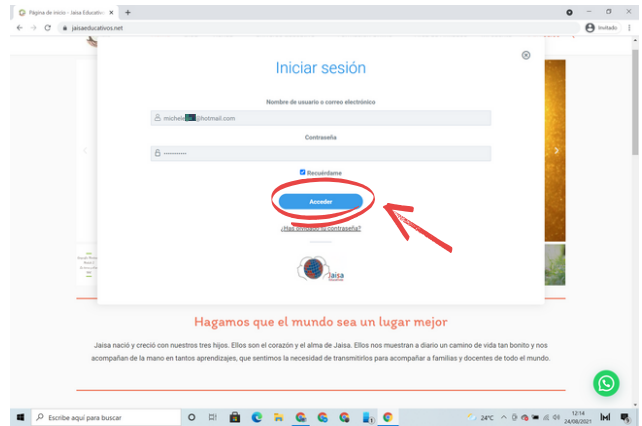 Página de inicio - Jaisa Educativo
jaisaeducativos.net
Invitado
Iniciar sesión
Nombre de usuario o correo electrónico
michele @hotmail.com
Contraseña
Recuérdame
Acceder
¿Has olvidado tu contraseña?
Jaisa
Hagamos que el mundo sea un lugar mejor
Jaisa nació y creció con nuestros tres hijos. Ellos son el corazón y el alma de Jaisa. Ellos nos muestran a diario un camino de vida tan bonito y nos
acompañan de la mano en tantos aprendizajes, que sentimos la necesidad de transmitirlos para acompañar a familias y docentes de todo el mundo.
Escribe aquí para buscar
24°C
12:14
24/08/2021